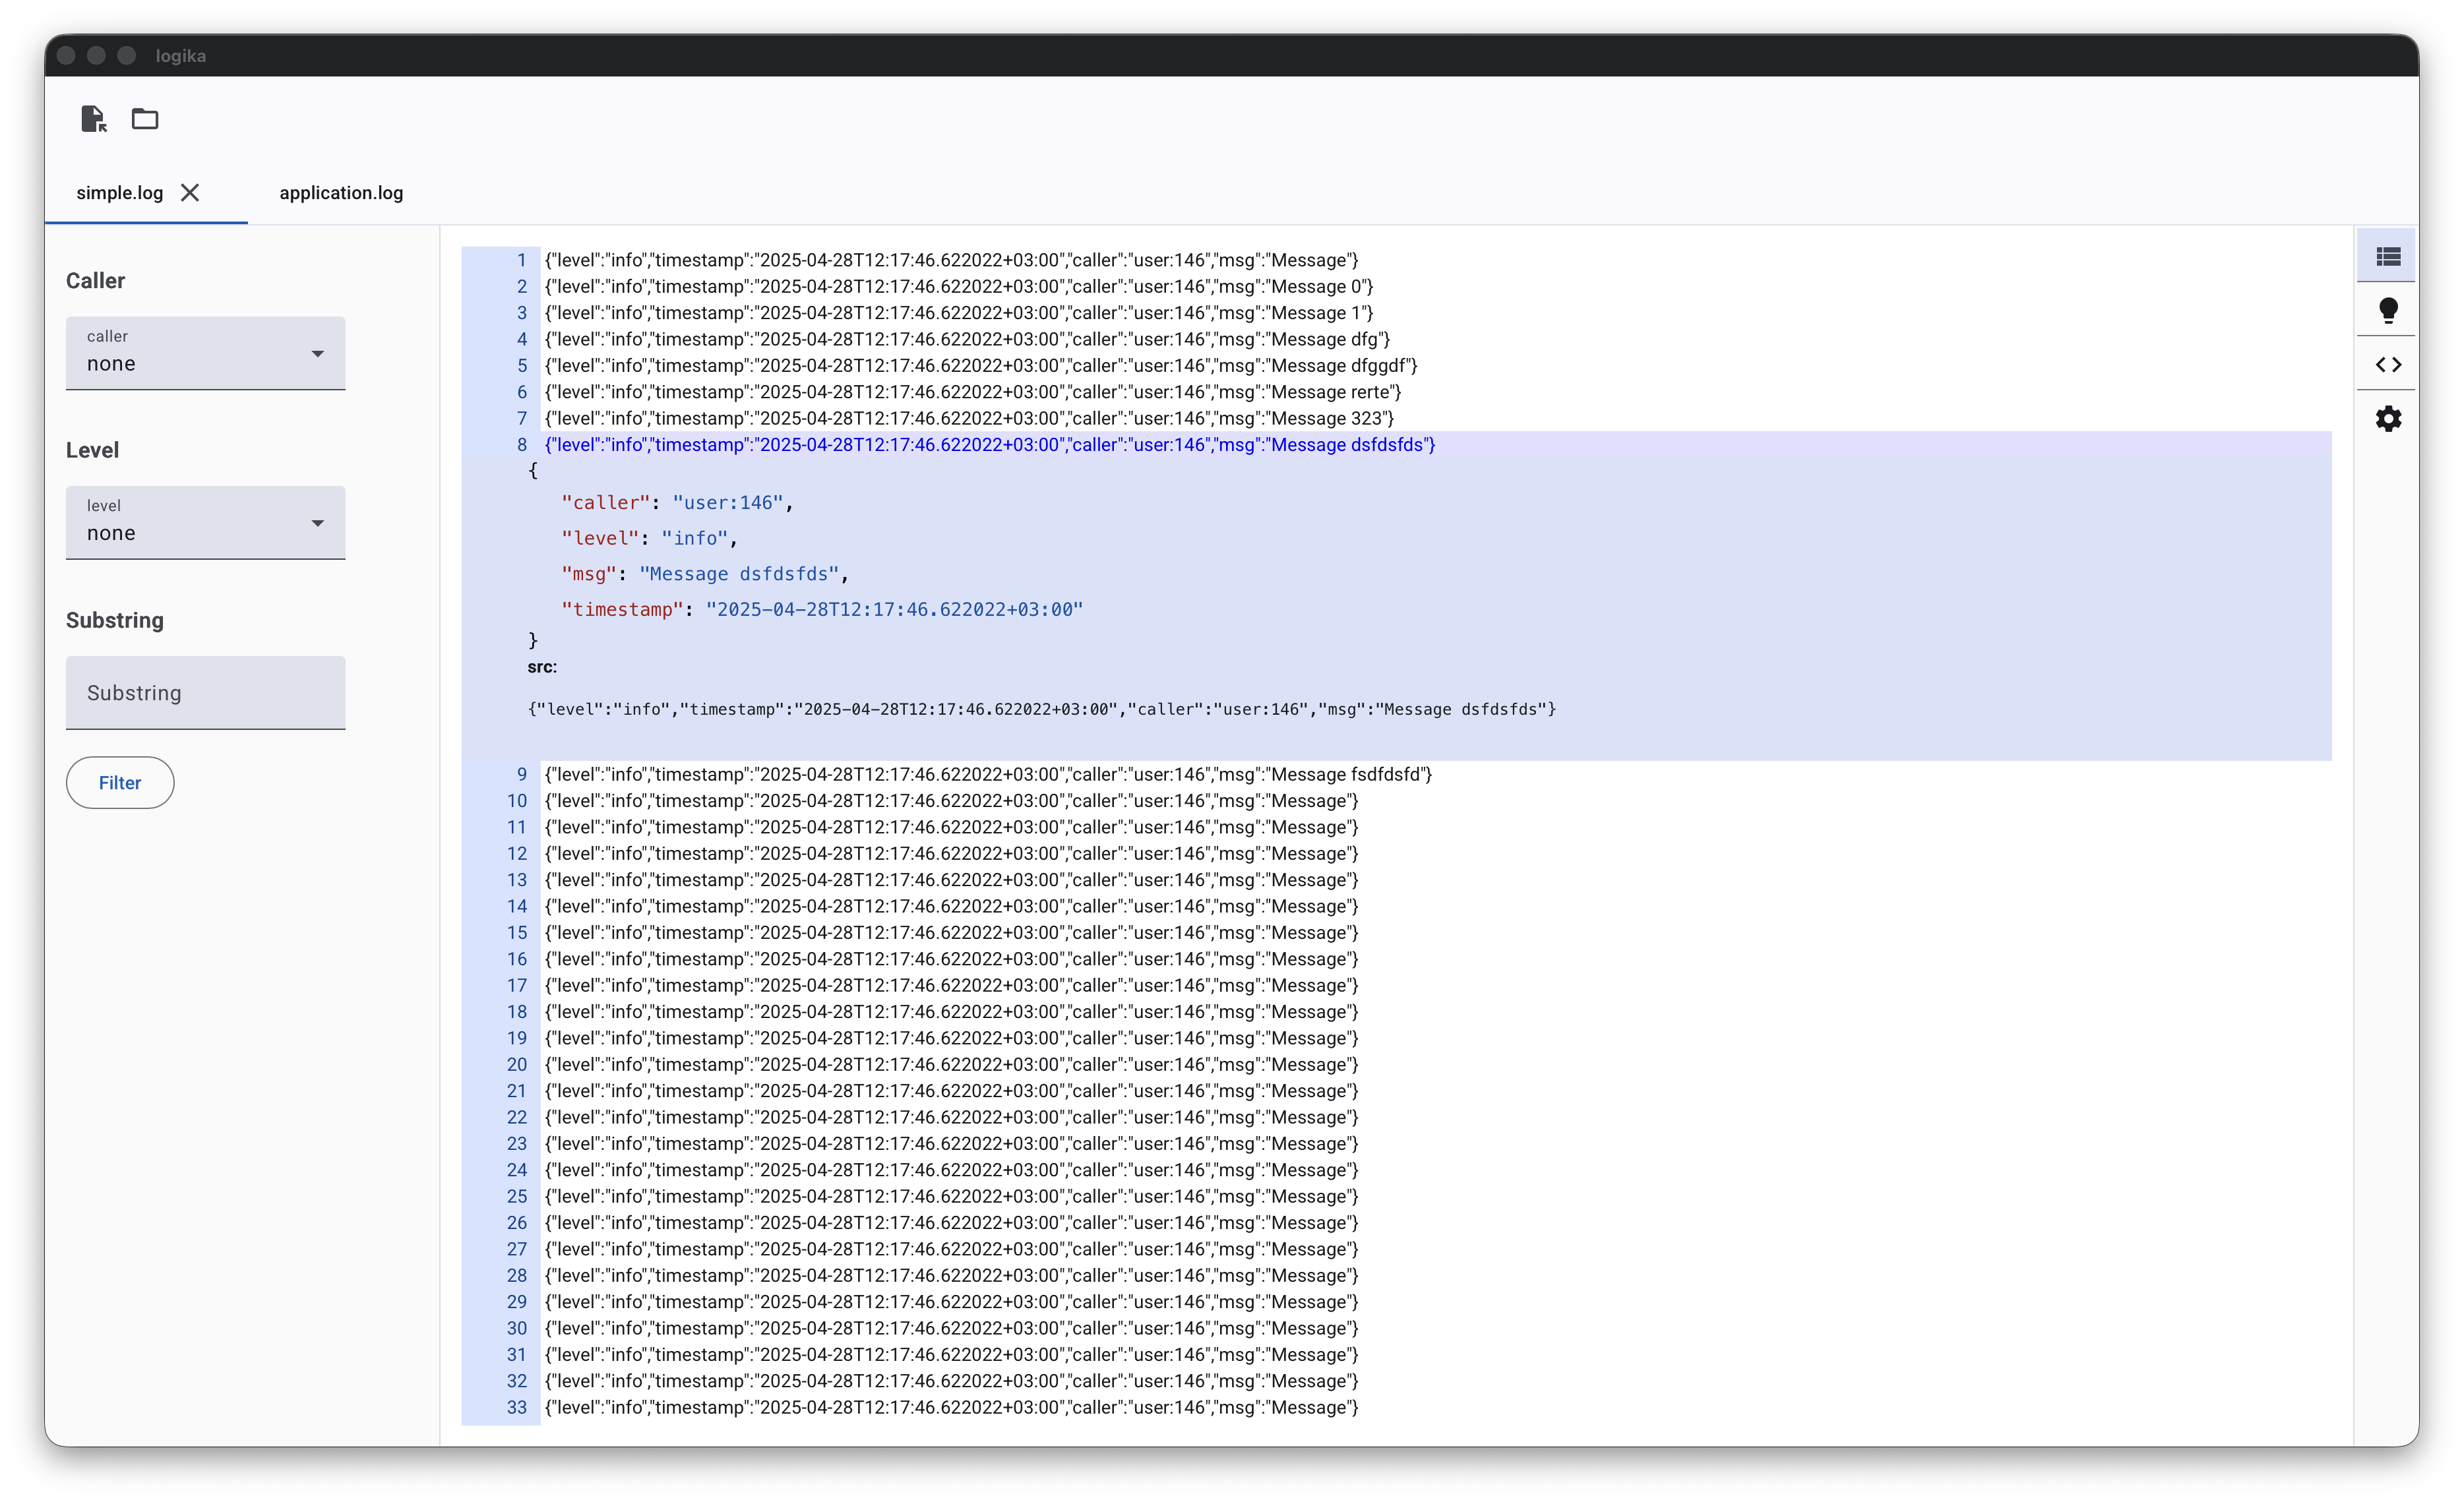 logika
simple.log
application.log
Caller
caller
none
Level
level
none
Substring
Substring
Filter
1 {"level":"info","timestamp":"2025-04-28T12:17:46.622022+03:00","caller":"user:146","msg":"Message"}
2 {"level":"info","timestamp":"2025-04-28T12:17:46.622022+03:00","caller":"user:146","msg":"Message 0"}
3 {"level":"info","timestamp":"2025-04-28T12:17:46.622022+03:00","caller":"user:146","msg":"Message 1"}
4 {"level":"info","timestamp":"2025-04-28T12:17:46.622022+03:00","caller":"user:146","msg":"Message dfg"}
5 {"level":"info","timestamp":"2025-04-28T12:17:46.622022+03:00","caller":"user:146","msg":"Message dfggdf"}
6 {"level":"info","timestamp":"2025-04-28T12:17:46.622022+03:00","caller":"user:146","msg":"Message rerte"}
7 {"level":"info","timestamp":"2025-04-28T12:17:46.622022+03:00","caller":"user:146","msg":"Message 323"}
8 {"level":"info","timestamp":"2025-04-28T12:17:46.622022+03:00","caller":"user:146","msg":"Message dsfdsfds"}
{
"caller": "user:146",
"level": "info",
"msg": "Message dsfdsfds",
"timestamp": "2025-04-28T12:17:46.622022+03:00"
}
src:
{"level":"info","timestamp":"2025-04-28T12:17:46.622022+03:00","caller":"user:146","msg":"Message dsfdsfds"}
9 {"level":"info","timestamp":"2025-04-28T12:17:46.622022+03:00","caller":"user:146","msg":"Message fsdfdsfd"}
10 {"level":"info","timestamp":"2025-04-28T12:17:46.622022+03:00","caller":"user:146","msg":"Message"}
11 {"level":"info","timestamp":"2025-04-28T12:17:46.622022+03:00","caller":"user:146","msg":"Message"}
12 {"level":"info","timestamp":"2025-04-28T12:17:46.622022+03:00","caller":"user:146","msg":"Message"}
13 {"level":"info","timestamp":"2025-04-28T12:17:46.622022+03:00","caller":"user:146","msg":"Message"}
14 {"level":"info","timestamp":"2025-04-28T12:17:46.622022+03:00","caller":"user:146","msg":"Message"}
15 {"level":"info","timestamp":"2025-04-28T12:17:46.622022+03:00","caller":"user:146","msg":"Message"}
16 {"level":"info","timestamp":"2025-04-28T12:17:46.622022+03:00","caller":"user:146","msg":"Message"}
17 {"level":"info","timestamp":"2025-04-28T12:17:46.622022+03:00","caller":"user:146","msg":"Message"}
18 {"level":"info","timestamp":"2025-04-28T12:17:46.622022+03:00","caller":"user:146","msg":"Message"}
19 {"level":"info","timestamp":"2025-04-28T12:17:46.622022+03:00","caller":"user:146","msg":"Message"}
20 {"level":"info","timestamp":"2025-04-28T12:17:46.622022+03:00","caller":"user:146","msg":"Message"}
21 {"level":"info","timestamp":"2025-04-28T12:17:46.622022+03:00","caller":"user:146","msg":"Message"}
22 {"level":"info","timestamp":"2025-04-28T12:17:46.622022+03:00","caller":"user:146","msg":"Message"}
23 {"level":"info","timestamp":"2025-04-28T12:17:46.622022+03:00","caller":"user:146","msg":"Message"}
24 {"level":"info","timestamp":"2025-04-28T12:17:46.622022+03:00","caller":"user:146","msg":"Message"}
25 {"level":"info","timestamp":"2025-04-28T12:17:46.622022+03:00","caller":"user:146","msg":"Message"}
26 {"level":"info","timestamp":"2025-04-28T12:17:46.622022+03:00","caller":"user:146","msg":"Message"}
27 {"level":"info","timestamp":"2025-04-28T12:17:46.622022+03:00","caller":"user:146","msg":"Message"}
28 {"level":"info","timestamp":"2025-04-28T12:17:46.622022+03:00","caller":"user:146","msg":"Message"}
29 {"level":"info","timestamp":"2025-04-28T12:17:46.622022+03:00","caller":"user:146","msg":"Message"}
30 {"level":"info","timestamp":"2025-04-28T12:17:46.622022+03:00","caller":"user:146","msg":"Message"}
31 {"level":"info","timestamp":"2025-04-28T12:17:46.622022+03:00","caller":"user:146","msg":"Message"}
32 {"level":"info","timestamp":"2025-04-28T12:17:46.622022+03:00","caller":"user:146","msg":"Message"}
33 {"level":"info","timestamp":"2025-04-28T12:17:46.622022+03:00","caller":"user:146","msg":"Message"}